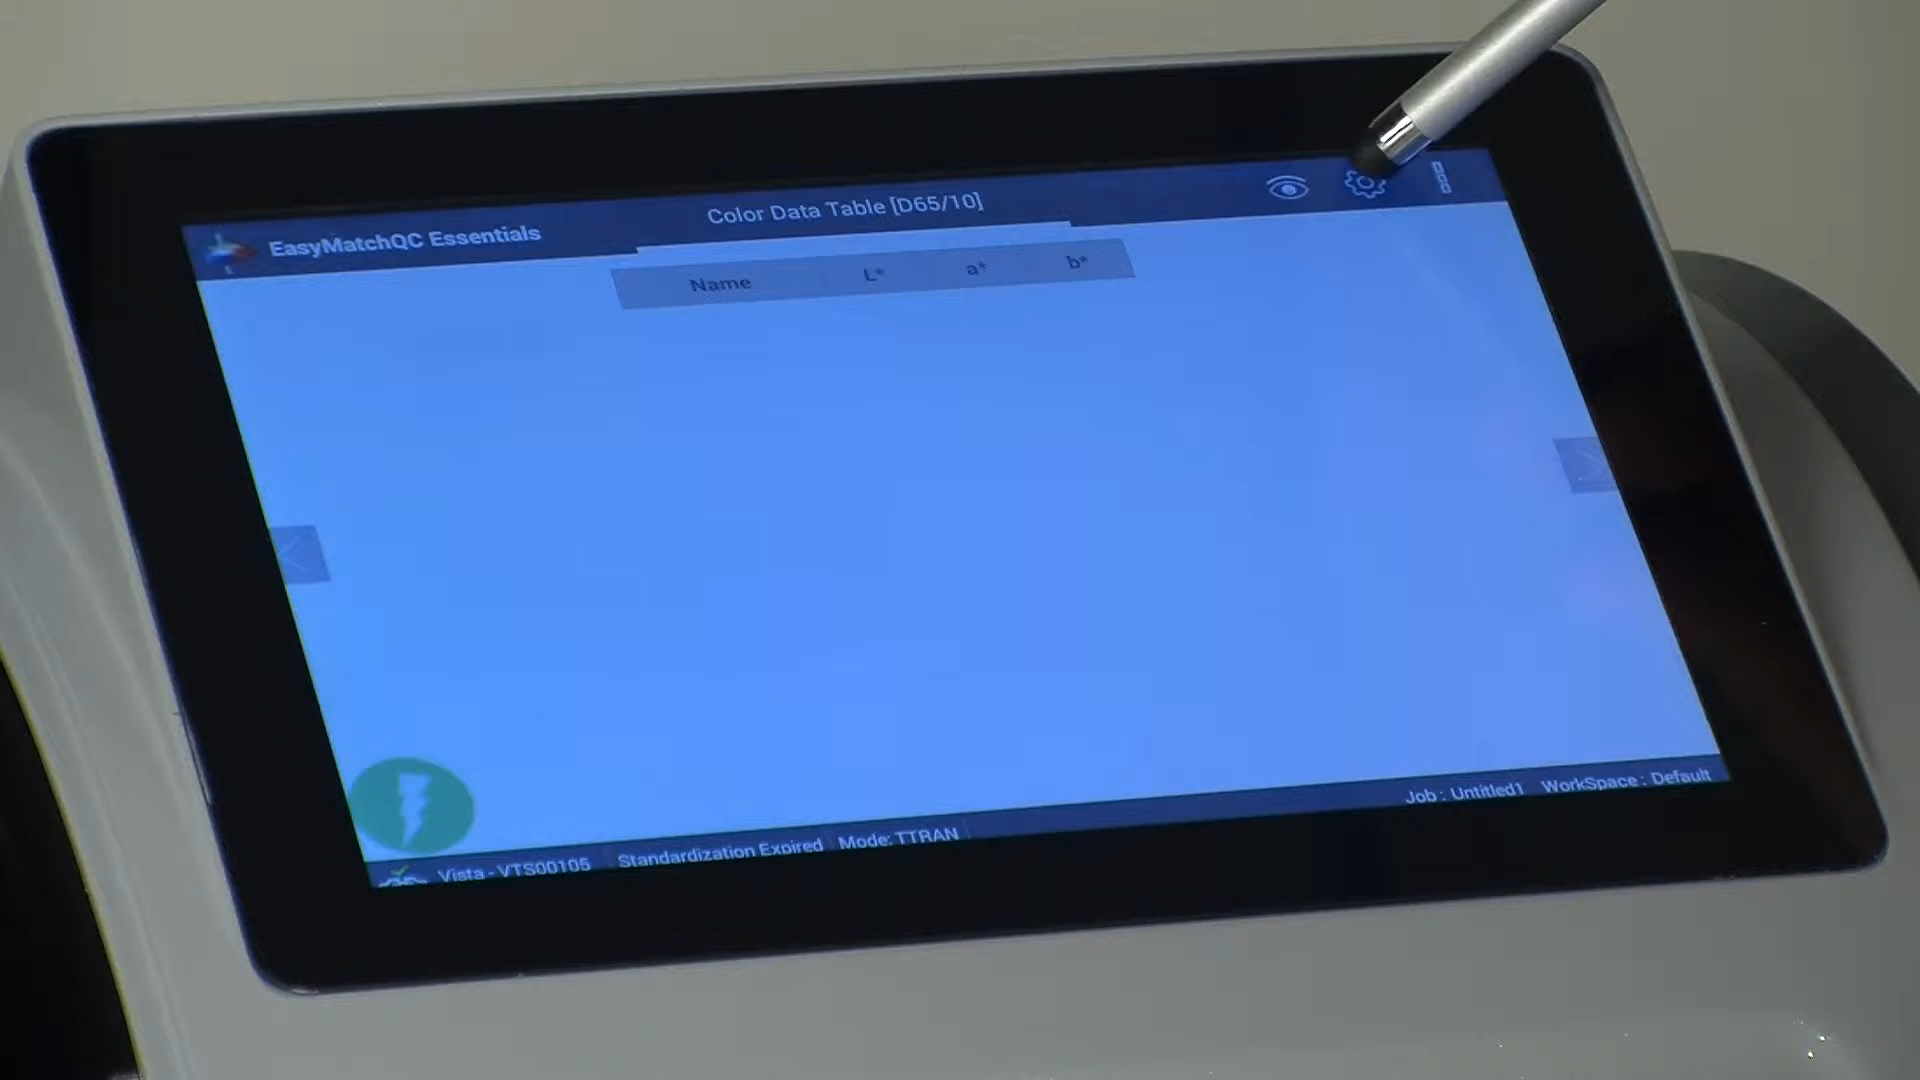 EasyMatchQC Essentials
Color Data Table [D65/10]
Name L* a* b*
Vista - VTS00105 Standardization Expired Mode: TTRAN
Job : Untitled1 WorkSpace : Default